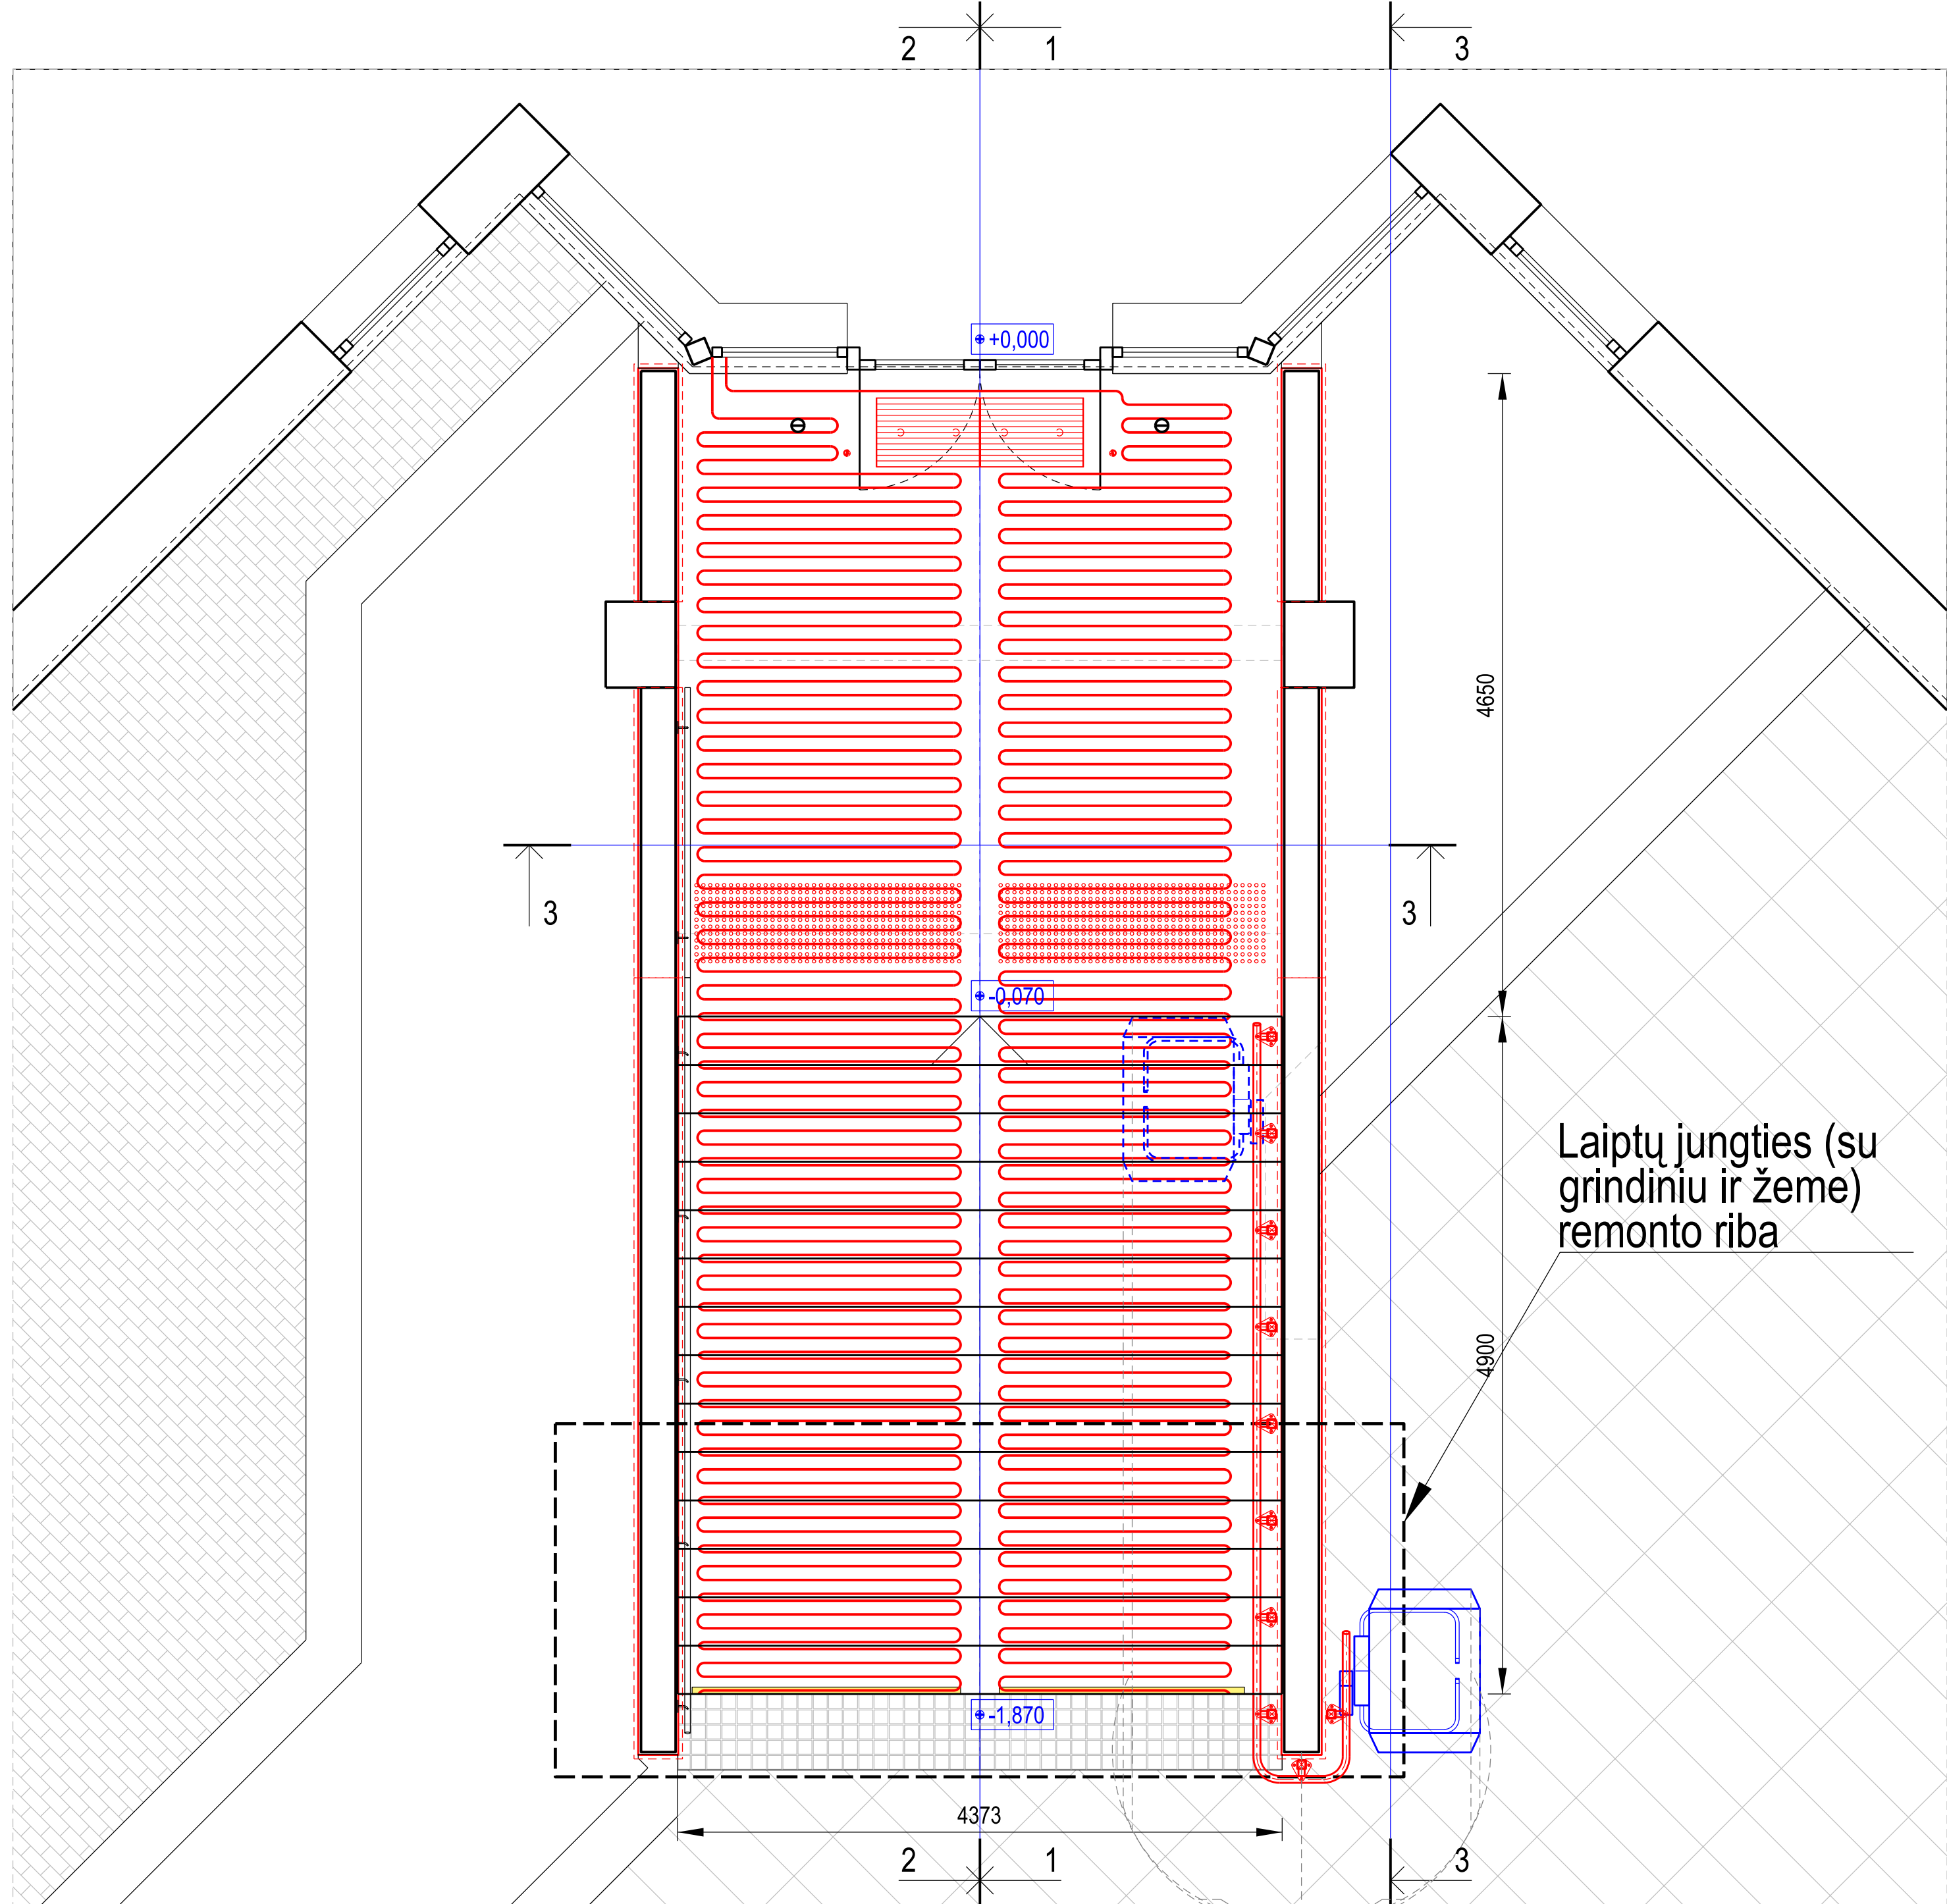 2 1 3
+0,000
4650
3 3
-0,070
Laiptų jungties (su
grindiniu ir žeme)
remonto riba
4900
-1,870
4373
2 1 3